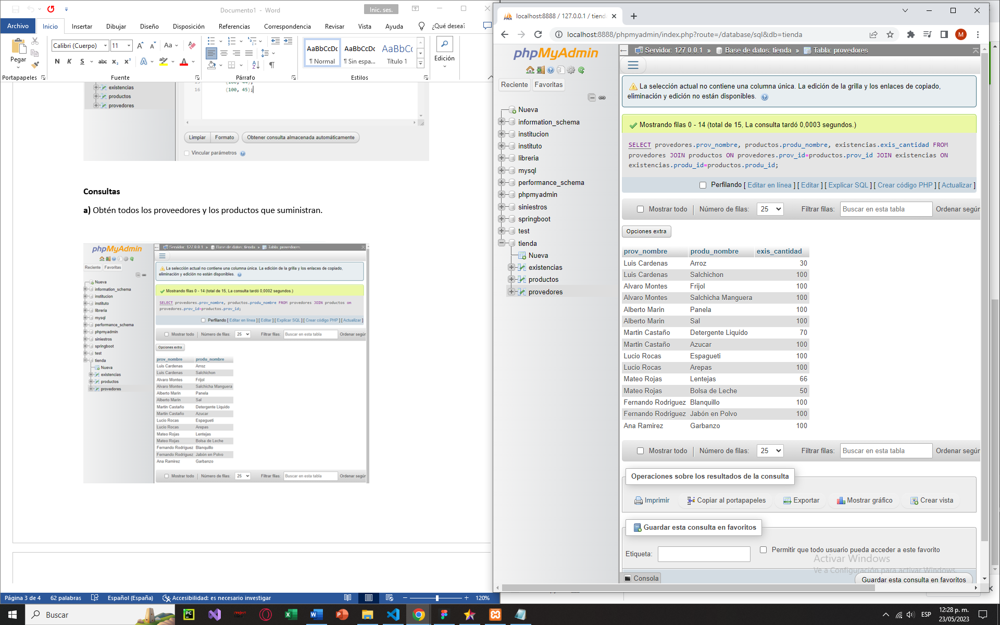 Documento1 - Word
Inic. ses.
Archivo
Inicio
Insertar
Dibujar
Diseño
Disposición
Referencias
Correspondencia
Revisar
Vista
Ayuda
¿Qué desea?
Pegar
Calibri (Cuerpo)
11
N K S abc x₂ x²
AaBbCcDc AaBbCcDc AaBbCc
¶ Normal ¶ Sin espa... Título 1
Edición
Portapapeles
Fuente
Párrafo
Estilos
existencias
productos
provedores
16 (100, 45);
Limpiar Formato Obtener consulta almacenada automáticamente
Vincular parámetros
Consultas
a) Obtén todos los proveedores y los productos que suministran.
phpMyAdmin
Reciente Favoritas
Nueva
information_schema
institucion
instituto
libreria
mysql
performance_schema
phpmyadmin
siniestros
springboot
test
tienda
Nueva
existencias
productos
provedores
Servidor: 127.0.0.1 » Base de datos: tienda » Tabla: provedores
La selección actual no contiene una columna única. La edición de la grilla y los enlaces de copiado,
eliminación y edición no están disponibles.
Mostrando filas 0 - 14 (total de 15, La consulta tardó 0,0002 segundos.)
SELECT provedores.prov_nombre, productos.produ_nombre FROM provedores JOIN productos on
provedores.prov_id=productos.prov_id;
Perfilando [ Editar en línea ] [ Editar ] [ Explicar SQL ] [ Crear código PHP ] [ Actualizar ]
Mostrar todo | Número de filas: 25 Filtrar filas: Buscar en esta tabla Ordenar según
Opciones extra
prov_nombre produ_nombre
Luis Cardenas Arroz
Luis Cardenas Salchichon
Alvaro Montes Frijol
Alvaro Montes Salchicha Manguera
Alberto Marin Panela
Alberto Marin Sal
Martin Castaño Detergente Liquido
Martin Castaño Azucar
Lucio Rocas Espagueti
Lucio Rocas Arepas
Mateo Rojas Lentejas
Mateo Rojas Bolsa de Leche
Fernando Rodriguez Blanquillo
Fernando Rodriguez Jabón en Polvo
Ana Ramirez Garbanzo
Mostrar todo | Número de filas: 25 Filtrar filas: Buscar en esta tabla Ordenar según
Página 3 de 4
62 palabras
Español (España)
Accesibilidad: es necesario investigar
120%
localhost:8888 / 127.0.0.1 / tiend
localhost:8888/phpmyadmin/index.php?route=/database/sql&db=tienda
M
phpMyAdmin
Reciente Favoritas
Nueva
information_schema
institucion
instituto
libreria
mysql
performance_schema
phpmyadmin
siniestros
springboot
test
tienda
Nueva
existencias
productos
provedores
Servidor: 127.0.0.1 » Base de datos: tienda » Tabla: provedores
La selección actual no contiene una columna única. La edición de la grilla y los enlaces de copiado,
eliminación y edición no están disponibles.
Mostrando filas 0 - 14 (total de 15, La consulta tardó 0,0003 segundos.)
SELECT provedores.prov_nombre, productos.produ_nombre, existencias.exis_cantidad FROM
provedores JOIN productos ON provedores.prov_id=productos.prov_id JOIN existencias ON
existencias.produ_id=productos.produ_id;
Perfilando [ Editar en línea ] [ Editar ] [ Explicar SQL ] [ Crear código PHP ] [ Actualizar ]
Mostrar todo | Número de filas: 25 Filtrar filas: Buscar en esta tabla Ordenar según
Opciones extra
prov_nombre produ_nombre exis_cantidad
Luis Cardenas Arroz 30
Luis Cardenas Salchichon 100
Alvaro Montes Frijol 100
Alvaro Montes Salchicha Manguera 100
Alberto Marin Panela 100
Alberto Marin Sal 100
Martin Castaño Detergente Liquido 70
Martin Castaño Azucar 100
Lucio Rocas Espagueti 100
Lucio Rocas Arepas 100
Mateo Rojas Lentejas 66
Mateo Rojas Bolsa de Leche 50
Fernando Rodriguez Blanquillo 100
Fernando Rodriguez Jabón en Polvo 100
Ana Ramirez Garbanzo 100
Mostrar todo | Número de filas: 25 Filtrar filas: Buscar en esta tabla Ordenar según
Operaciones sobre los resultados de la consulta
Imprimir Copiar al portapapeles Exportar Mostrar gráfico Crear vista
Guardar esta consulta en favoritos
Etiqueta:
Permitir que todo usuario pueda acceder a este favorito
Activar Windows
Ve a Configuración para activar Windows.
Consola
Guardar esta consulta en favoritos
Buscar
ESP
12:28 p. m.
23/05/2023